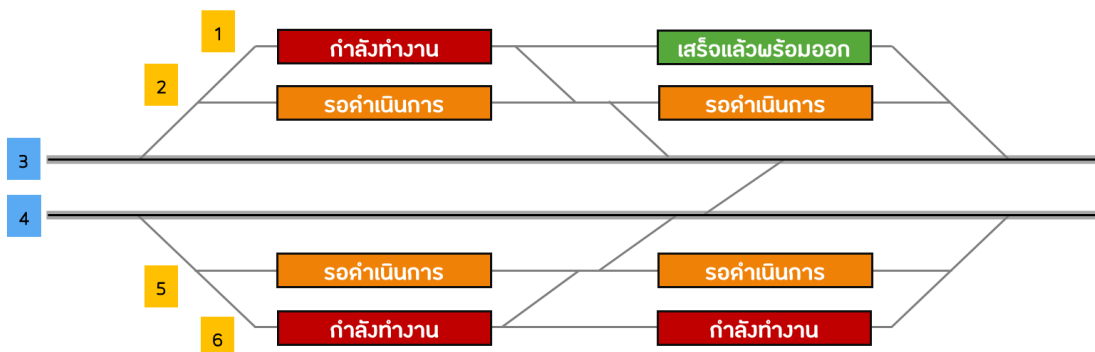 1
กำลังทำงาน
เสร็จแล้วพร้อมออก
2
รอดำเนินการ
รอดำเนินการ
3
4
รอดำเนินการ
รอดำเนินการ
5
กำลังทำงาน
กำลังทำงาน
6